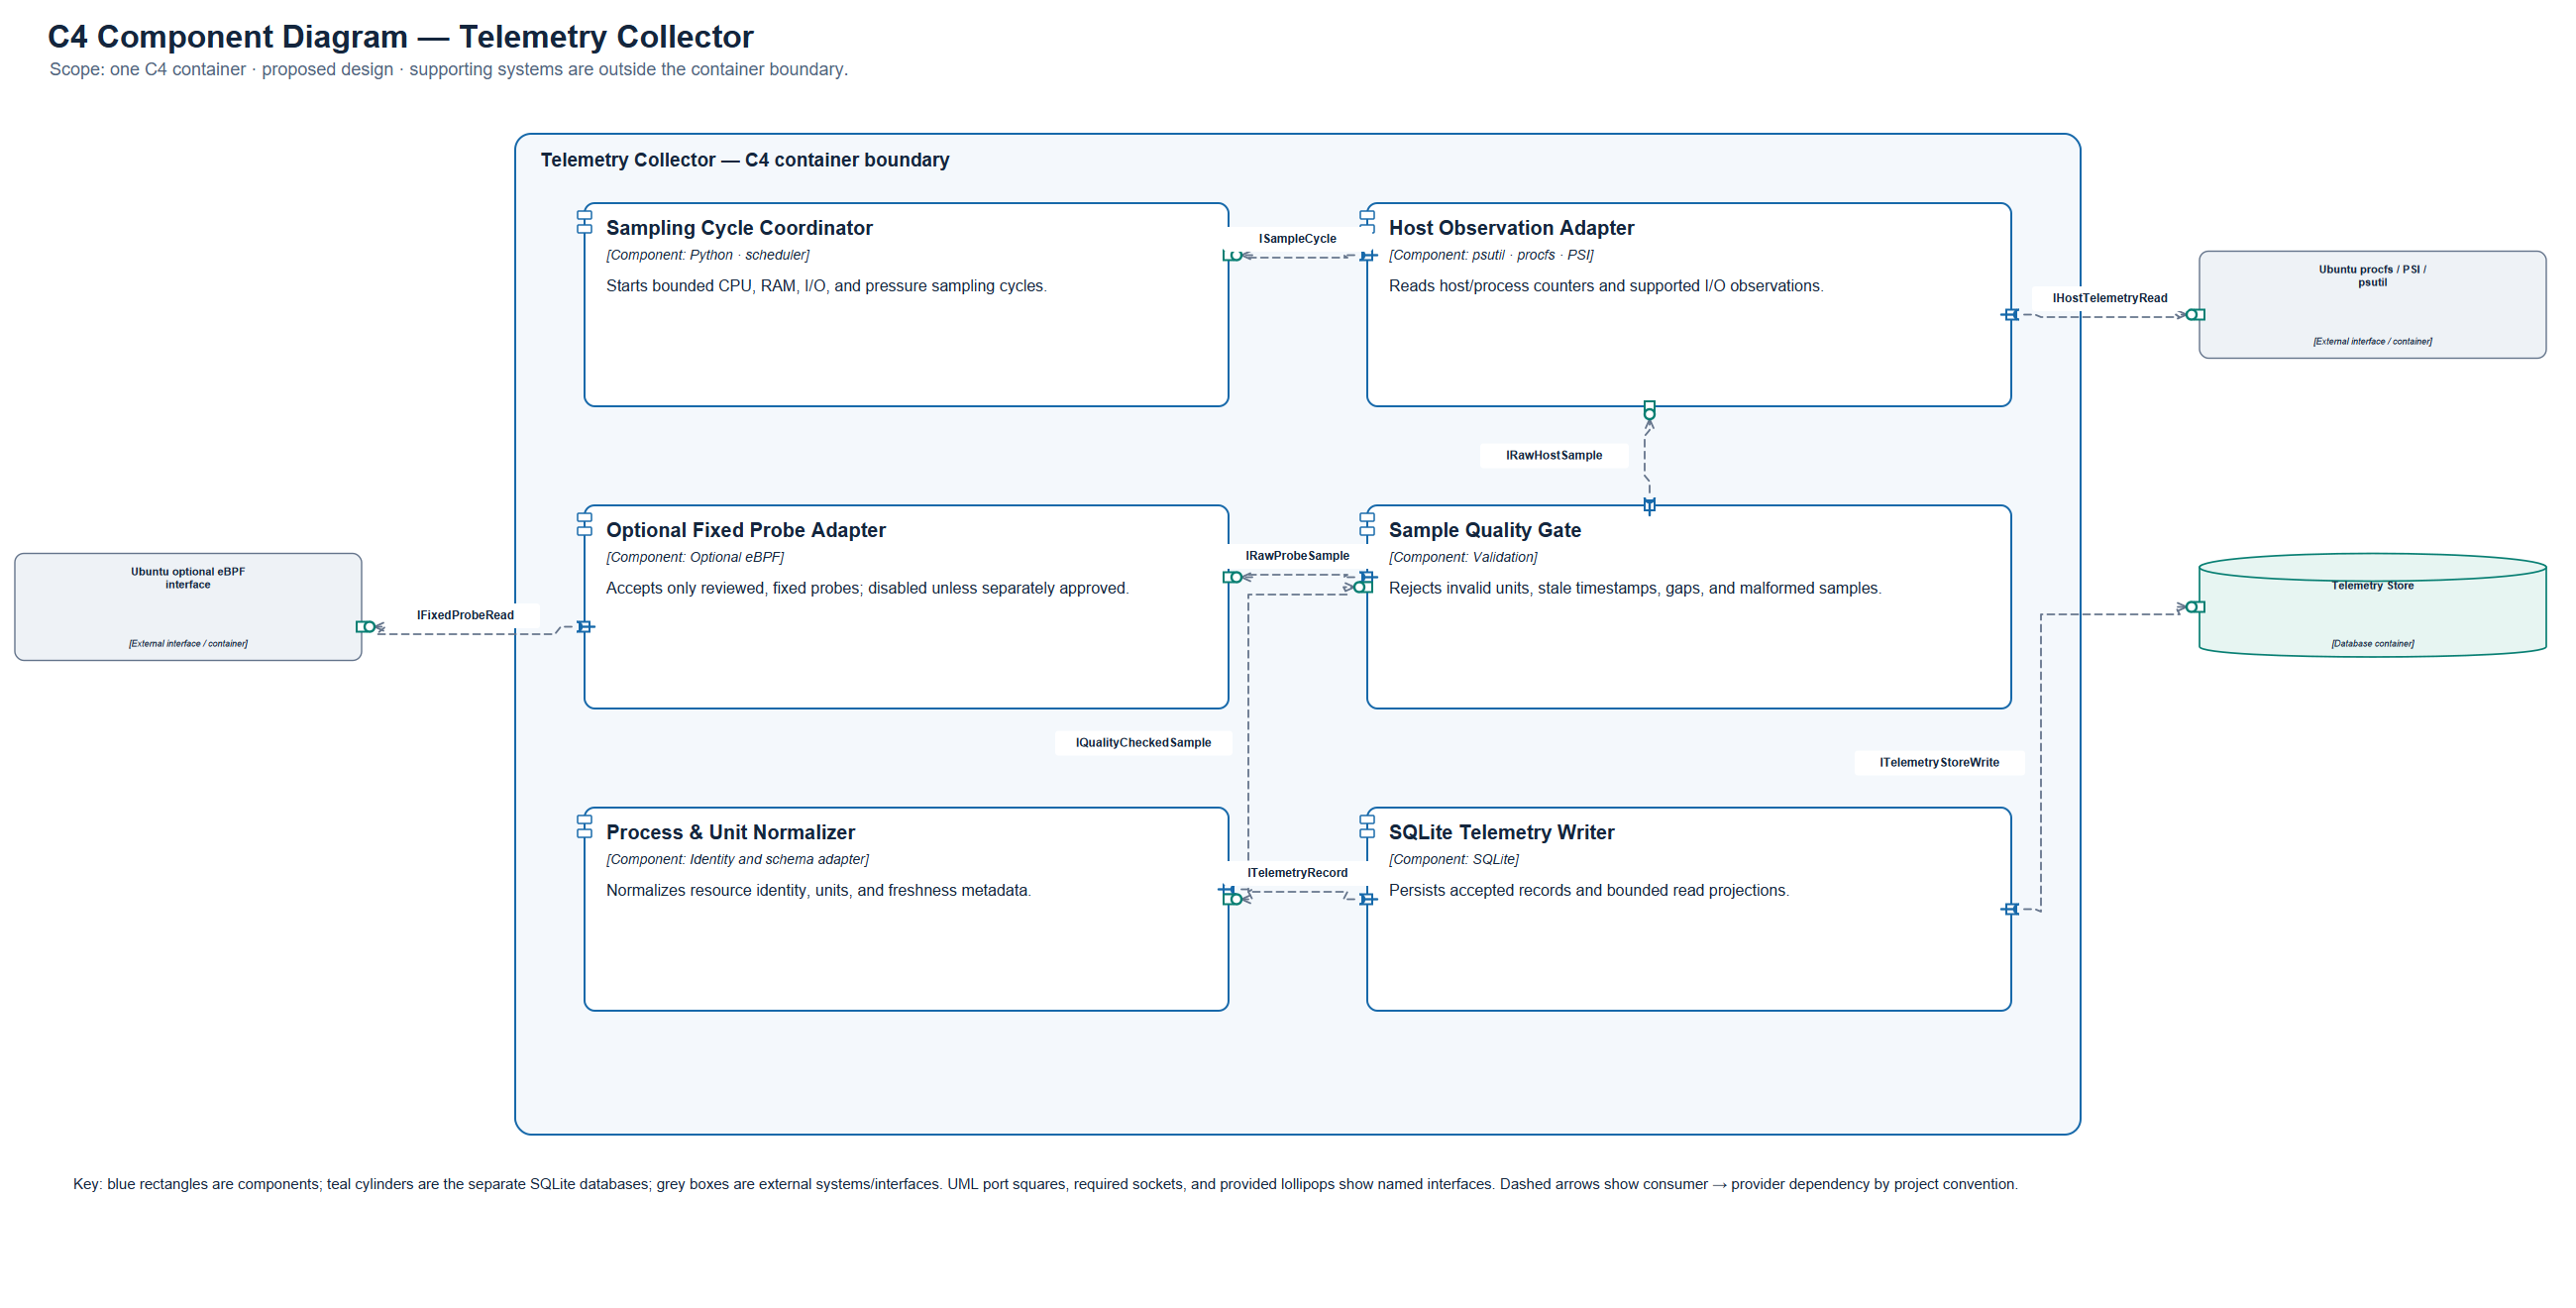 C4 Component Diagram — Telemetry Collector
Scope: one C4 container · proposed design · supporting systems are outside the container boundary.
Telemetry Collector — C4 container boundary
Sampling Cycle Coordinator
[Component: Python · scheduler]
Starts bounded CPU, RAM, I/O, and pressure sampling cycles.
ISampleCycle
Host Observation Adapter
[Component: psutil · procfs · PSI]
Reads host/process counters and supported I/O observations.
IHostTelemetryRead
Ubuntu procfs / PSI /
psutil
[External interface / container]
IRawHostSample
Ubuntu optional eBPF
interface
[External interface / container]
IFixedProbeRead
Optional Fixed Probe Adapter
[Component: Optional eBPF]
Accepts only reviewed, fixed probes; disabled unless separately approved.
IRawProbeSample
Sample Quality Gate
[Component: Validation]
Rejects invalid units, stale timestamps, gaps, and malformed samples.
Telemetry Store
[Database container]
IQualityCheckedSample
ITelemetryStoreWrite
Process & Unit Normalizer
[Component: Identity and schema adapter]
Normalizes resource identity, units, and freshness metadata.
ITelemetryRecord
SQLite Telemetry Writer
[Component: SQLite]
Persists accepted records and bounded read projections.
Key: blue rectangles are components; teal cylinders are the separate SQLite databases; grey boxes are external systems/interfaces. UML port squares, required sockets, and provided lollipops show named interfaces. Dashed arrows show consumer → provider dependency by project convention.